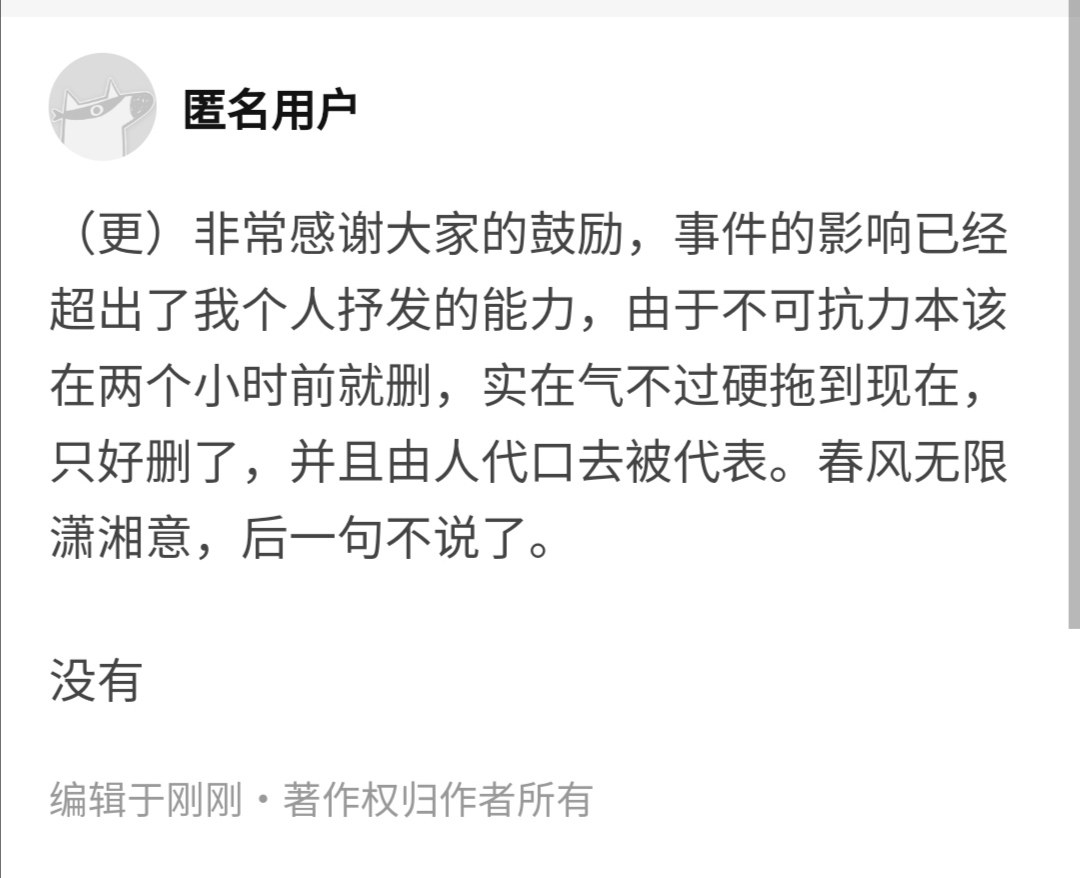 匿名用户
（更）非常感谢大家的鼓励，事件的影响已经
超出了我个人抒发的能力，由于不可抗力本该
在两个小时前就删，实在气不过硬拖到现在，
只好删了，并且由人代口去被代表。春风无限
潇湘意，后一句不说了。
没有
编辑于刚刚・著作权归作者所有